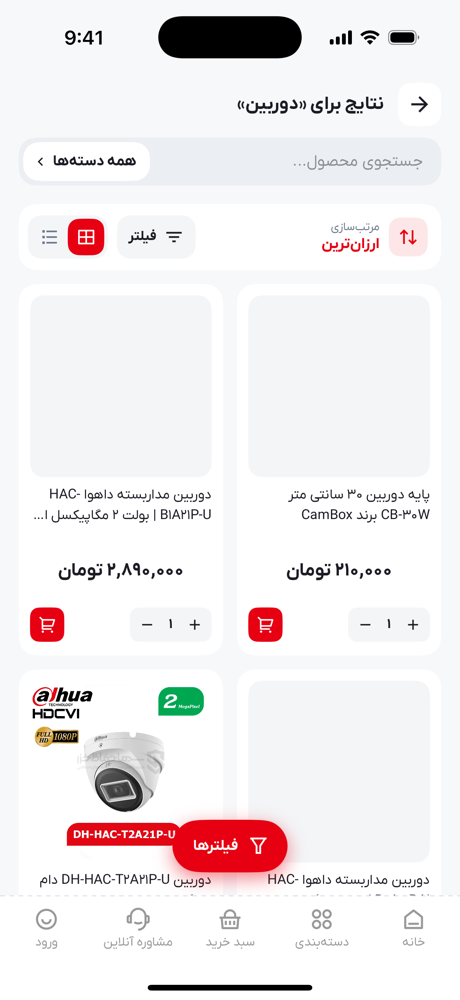 9:41
نتایج برای «دوربین»
جستجوی محصول...
همه دسته‌ها
مرتب‌سازی
ارزان‌ترین
فیلتر
پایه دوربین ۳۰ سانتی متر
CB-۳۰W برند CamBox
۲۱۰,۰۰۰ تومان
۱
دوربین مداربسته داهوا HAC-
B۱A۲۱P-U | بولت ۲ مگاپیکسل ا...
۲,۸۹۰,۰۰۰ تومان
۱
دوربین مداربسته داهوا HAC-
alhua
TECHNOLOGY
HDCVI
FULL HD 1080P
2 MegaPixel
DH-HAC-T2A21P-U
دوربین DH-HAC-T۲A۲۱P-U دام
فیلترها
خانه
دسته‌بندی
سبد خرید
مشاوره آنلاین
ورود